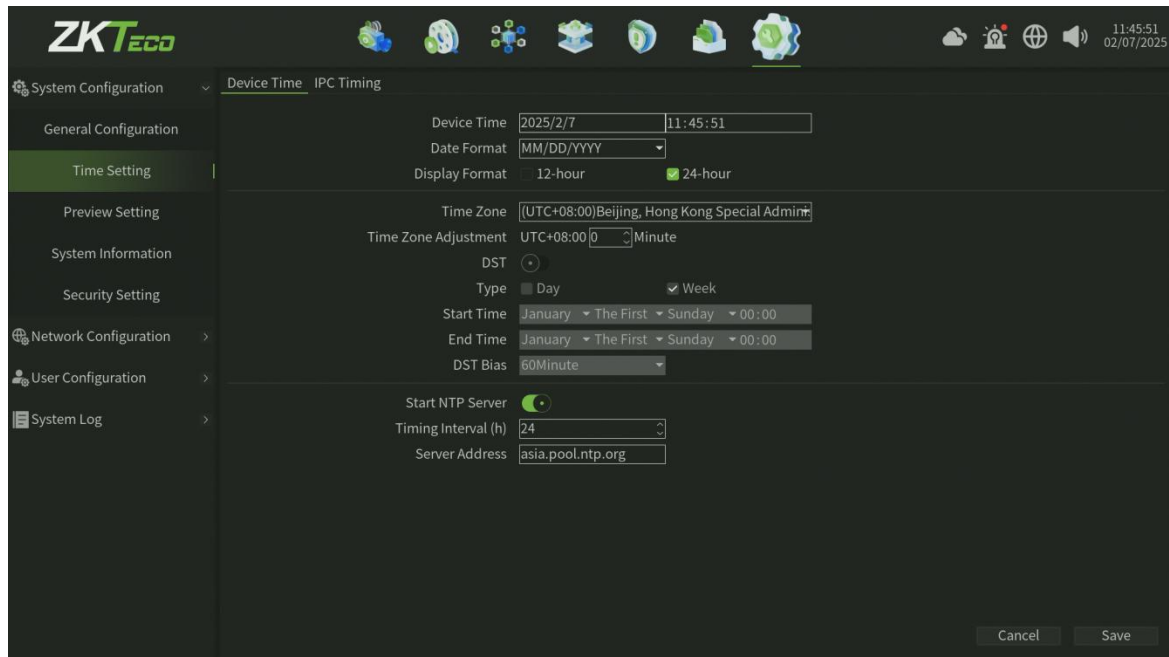 ZKTeco
11:45:51
02/07/2025
System Configuration
General Configuration
Time Setting
Preview Setting
System Information
Security Setting
Network Configuration
User Configuration
System Log
Device Time IPC Timing
Device Time 2025/2/7 11:45:51
Date Format MM/DD/YYYY
Display Format 12-hour 24-hour
Time Zone (UTC+08:00)Beijing, Hong Kong Special Admini
Time Zone Adjustment UTC+08:00 0 Minute
DST
Type Day Week
Start Time January The First Sunday 00:00
End Time January The First Sunday 00:00
DST Bias 60Minute
Start NTP Server
Timing Interval (h) 24
Server Address asia.pool.ntp.org
Cancel Save